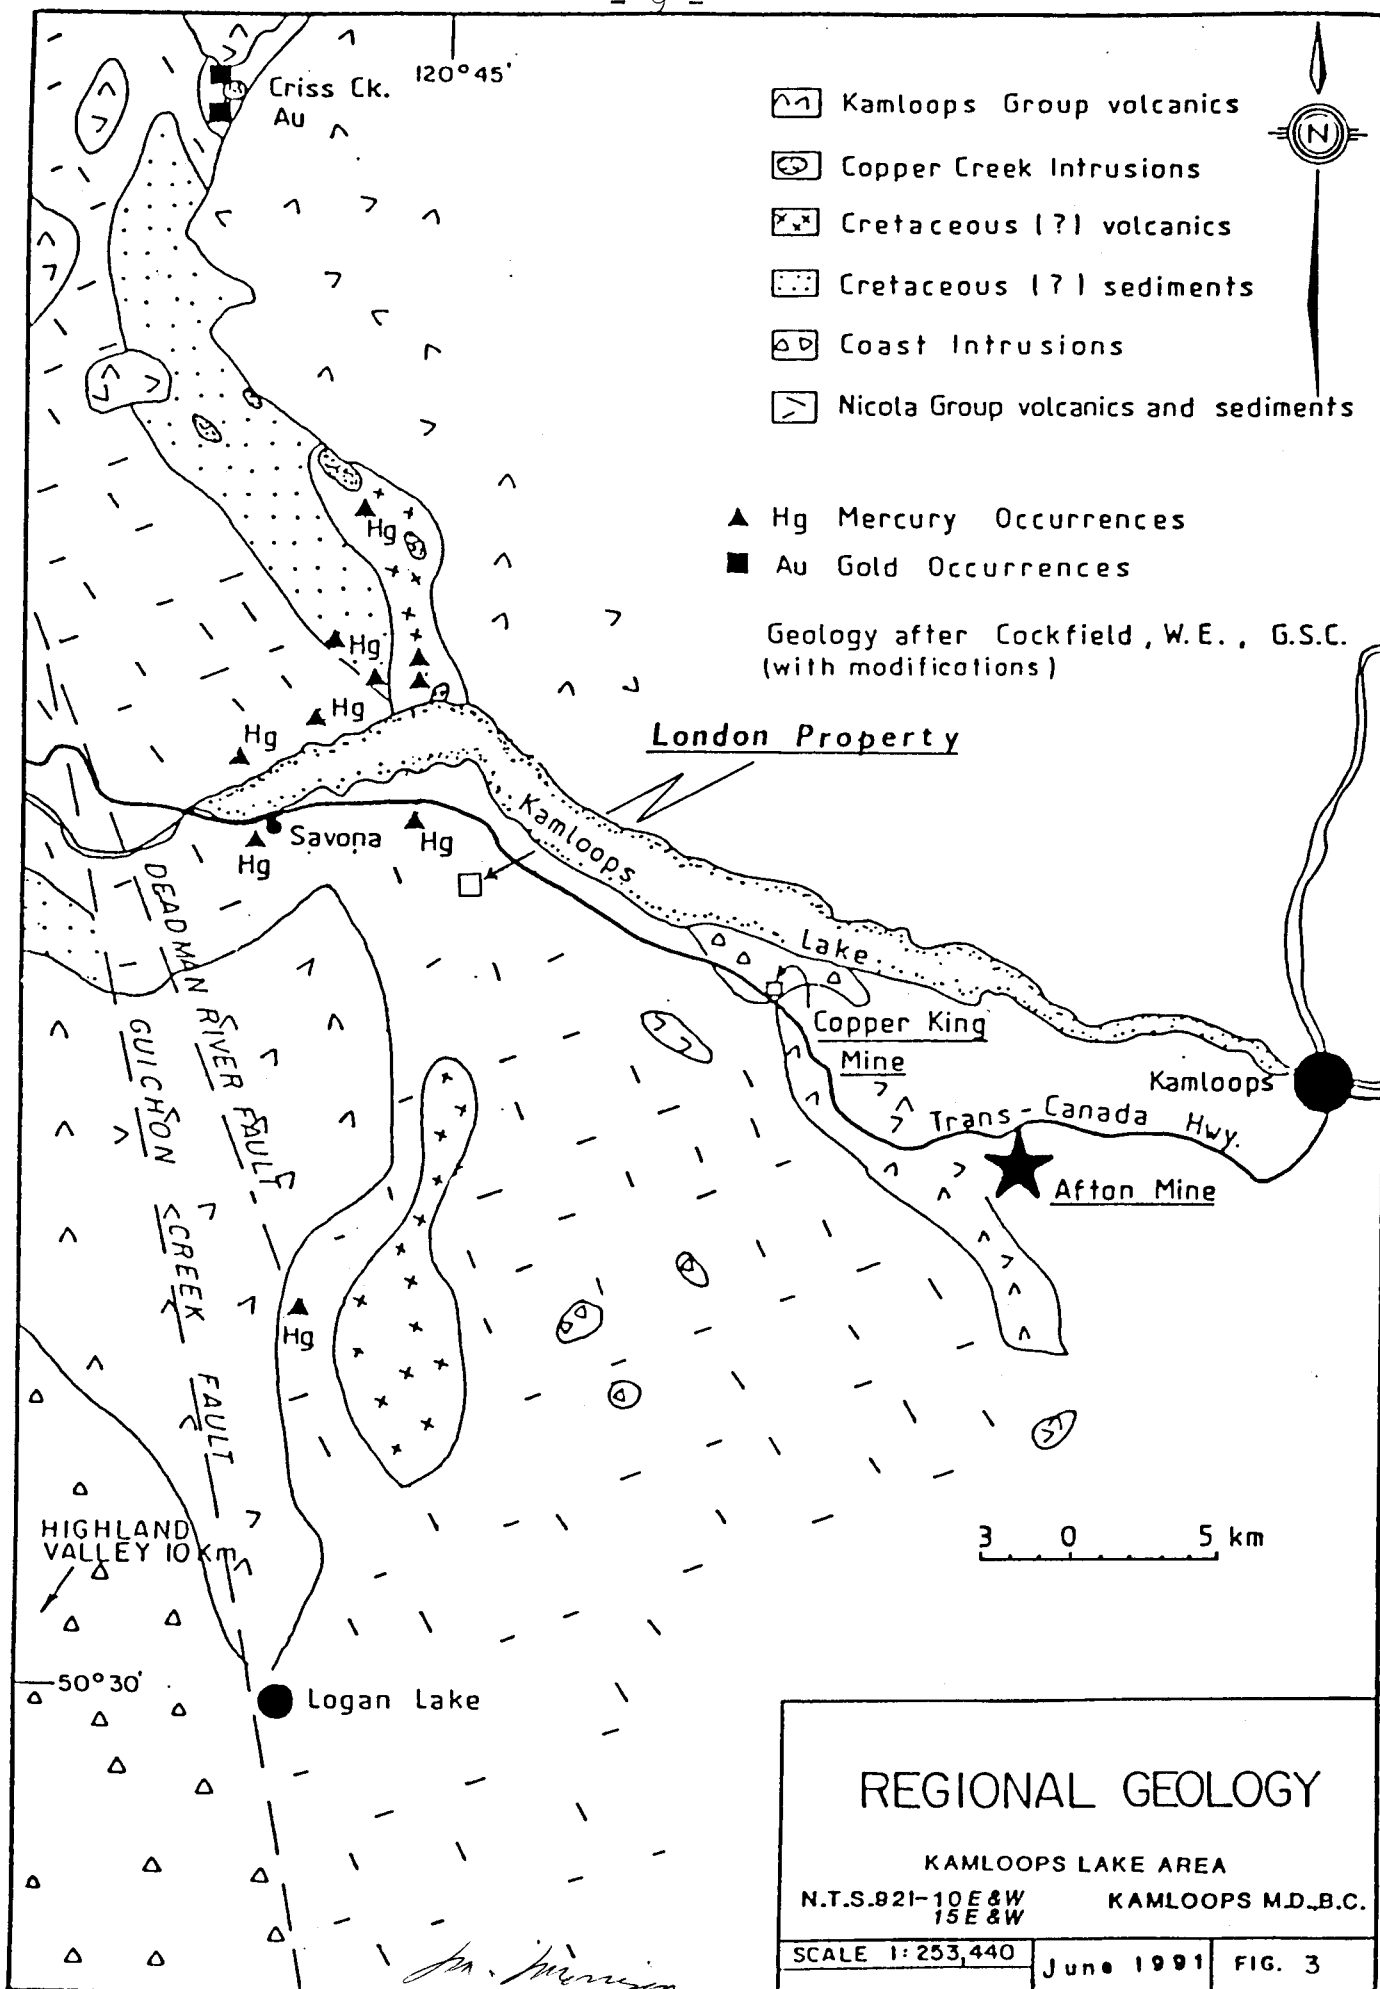 - 9 -
120°45'
Criss Ck.
Au
Kamloops Group volcanics
Copper Creek Intrusions
Cretaceous (?) volcanics
Cretaceous (?) sediments
Coast Intrusions
Nicola Group volcanics and sediments
N
Hg Mercury Occurrences
Au Gold Occurrences
Geology after Cockfield, W.E., G.S.C.
(with modifications)
Hg
Hg
Hg
Hg
London Property
Kamloops
Lake
Savona
Hg
Hg
DEADMAN RIVER FAULT
GUICHON CREEK FAULT
Copper King
Mine
Kamloops
Trans-Canada Hwy.
Afton Mine
Hg
HIGHLAND
VALLEY 10 km
3 0 5 km
50°30'
Logan Lake
REGIONAL GEOLOGY
KAMLOOPS LAKE AREA
N.T.S.921-10E&W KAMLOOPS M.D.,B.C.
15E&W
SCALE 1:253,440 June 1991 FIG. 3